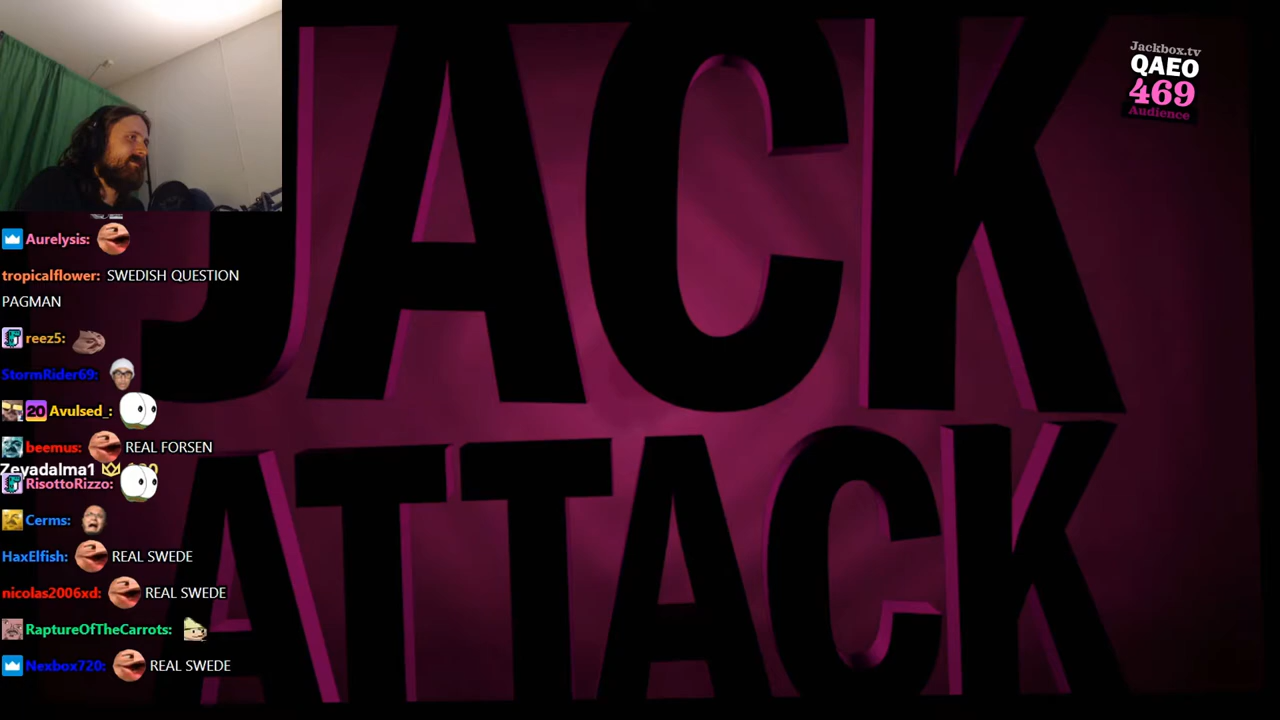 JACK
ATTACK
Jackbox.tv
QAEO
469
Audience
Aurelysis:
tropicalflower: SWEDISH QUESTION
PAGMAN
reez5:
StormRider69:
20 Avulsed_:
beemus: REAL FORSEN
Zevadalma1
RisottoRizzo:
Cerms:
HaxElfish: REAL SWEDE
nicolas2006xd: REAL SWEDE
RaptureOfTheCarrots:
Nexbox720: REAL SWEDE